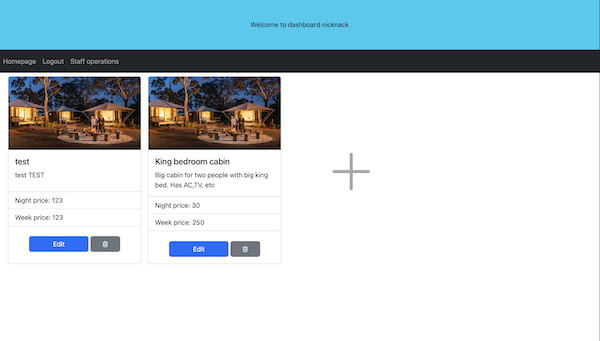 Welcome to dashboard nicknack
Homepage Logout Staff operations
test
test TEST
Night price: 123
Week price: 123
Edit
King bedroom cabin
Big cabin for two people with big king
bed. Has AC,TV, etc
Night price: 30
Week price: 250
Edit